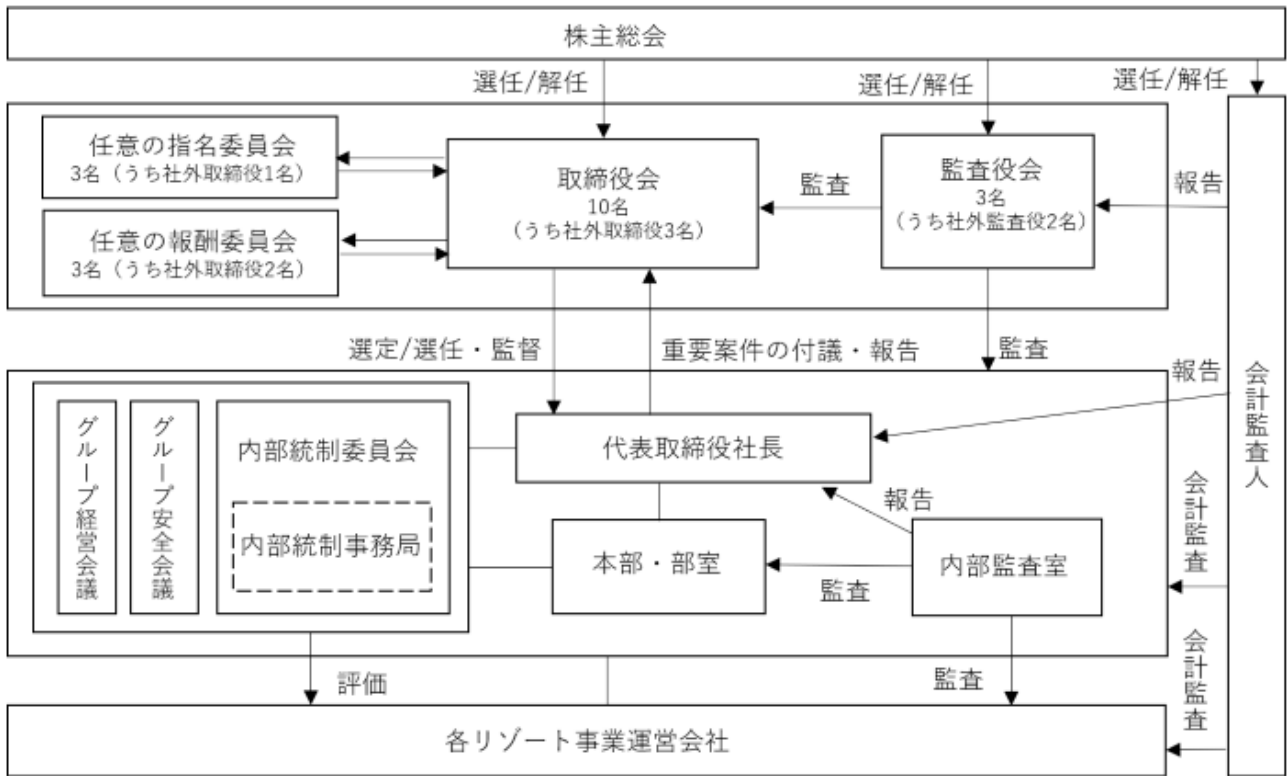 株主総会
選任/解任
選任/解任
選任/解任
任意の指名委員会
3名（うち社外取締役1名）
任意の報酬委員会
3名（うち社外取締役2名）
取締役会
10名
（うち社外取締役3名）
監査
監査役会
3名
（うち社外監査役2名）
報告
選定/選任・監督
重要案件の付議・報告
監査
報告
会計監査人
グループ経営会議
グループ安全会議
内部統制委員会
内部統制事務局
代表取締役社長
報告
本部・部室
監査
内部監査室
会計監査
評価
監査
会計監査
各リゾート事業運営会社